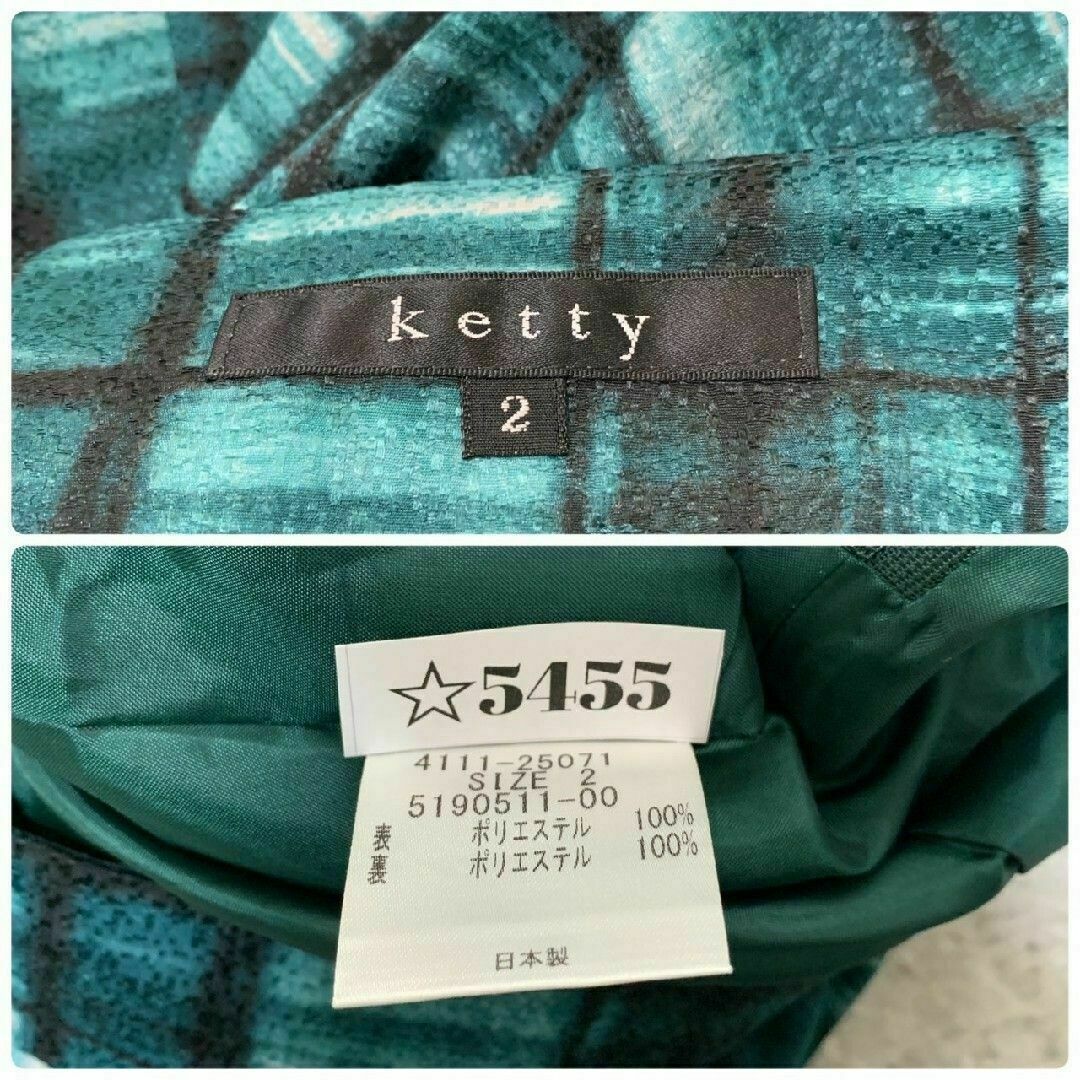 ketty
2
☆5455
4111-25071
SIZE 2
5190511-00
表 ポリエステル 100%
裏 ポリエステル 100%
日本製